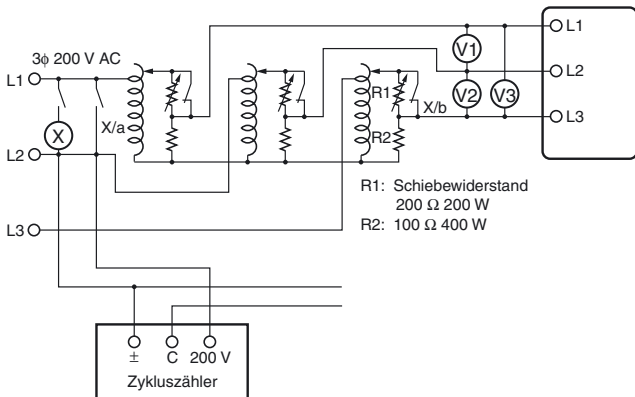 3ϕ 200 V AC
L1
L2
L3
X
X/a
R1
R2
X/b
V1
V2
V3
L1
L2
L3
R1: Schiebewiderstand
200 Ω 200 W
R2: 100 Ω 400 W
± C 200 V
Zykluszähler